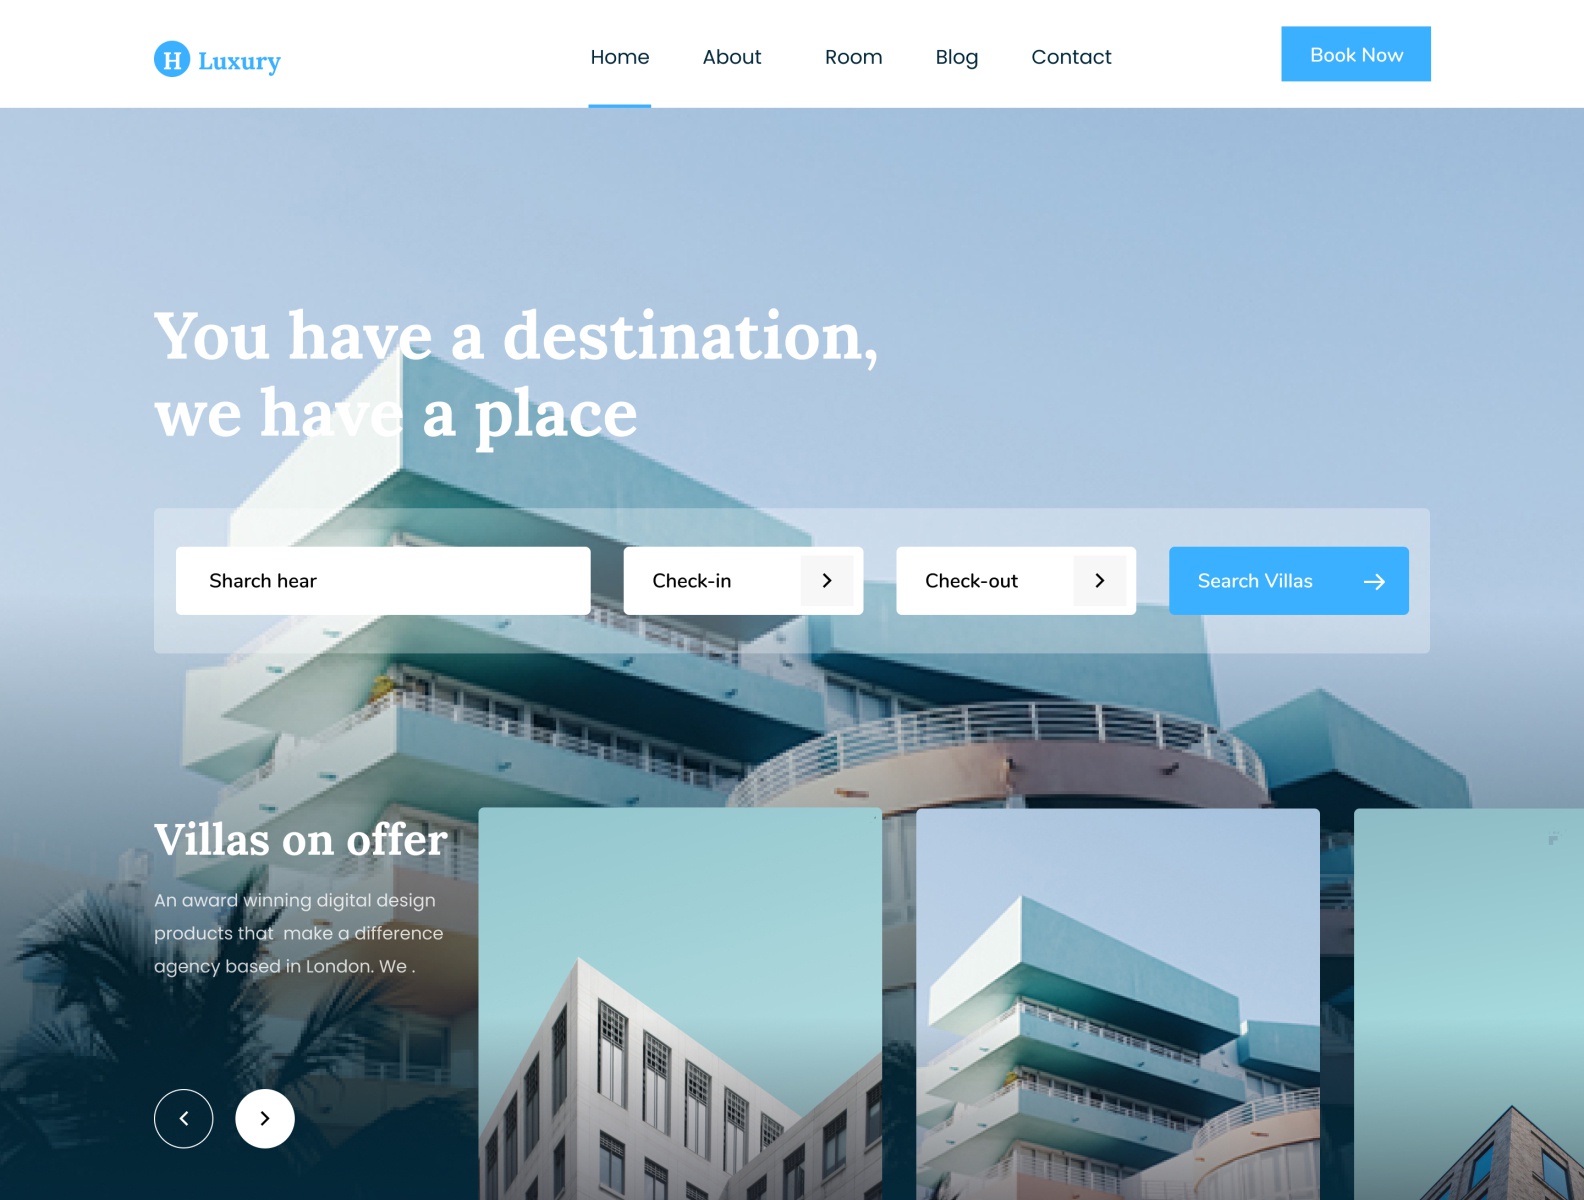 H Luxury
Home About Room Blog Contact
Book Now
You have a destination,
we have a place
Sharch hear
Check-in
Check-out
Search Villas
Villas on offer
An award winning digital design
products that  make a difference
agency based in London. We .